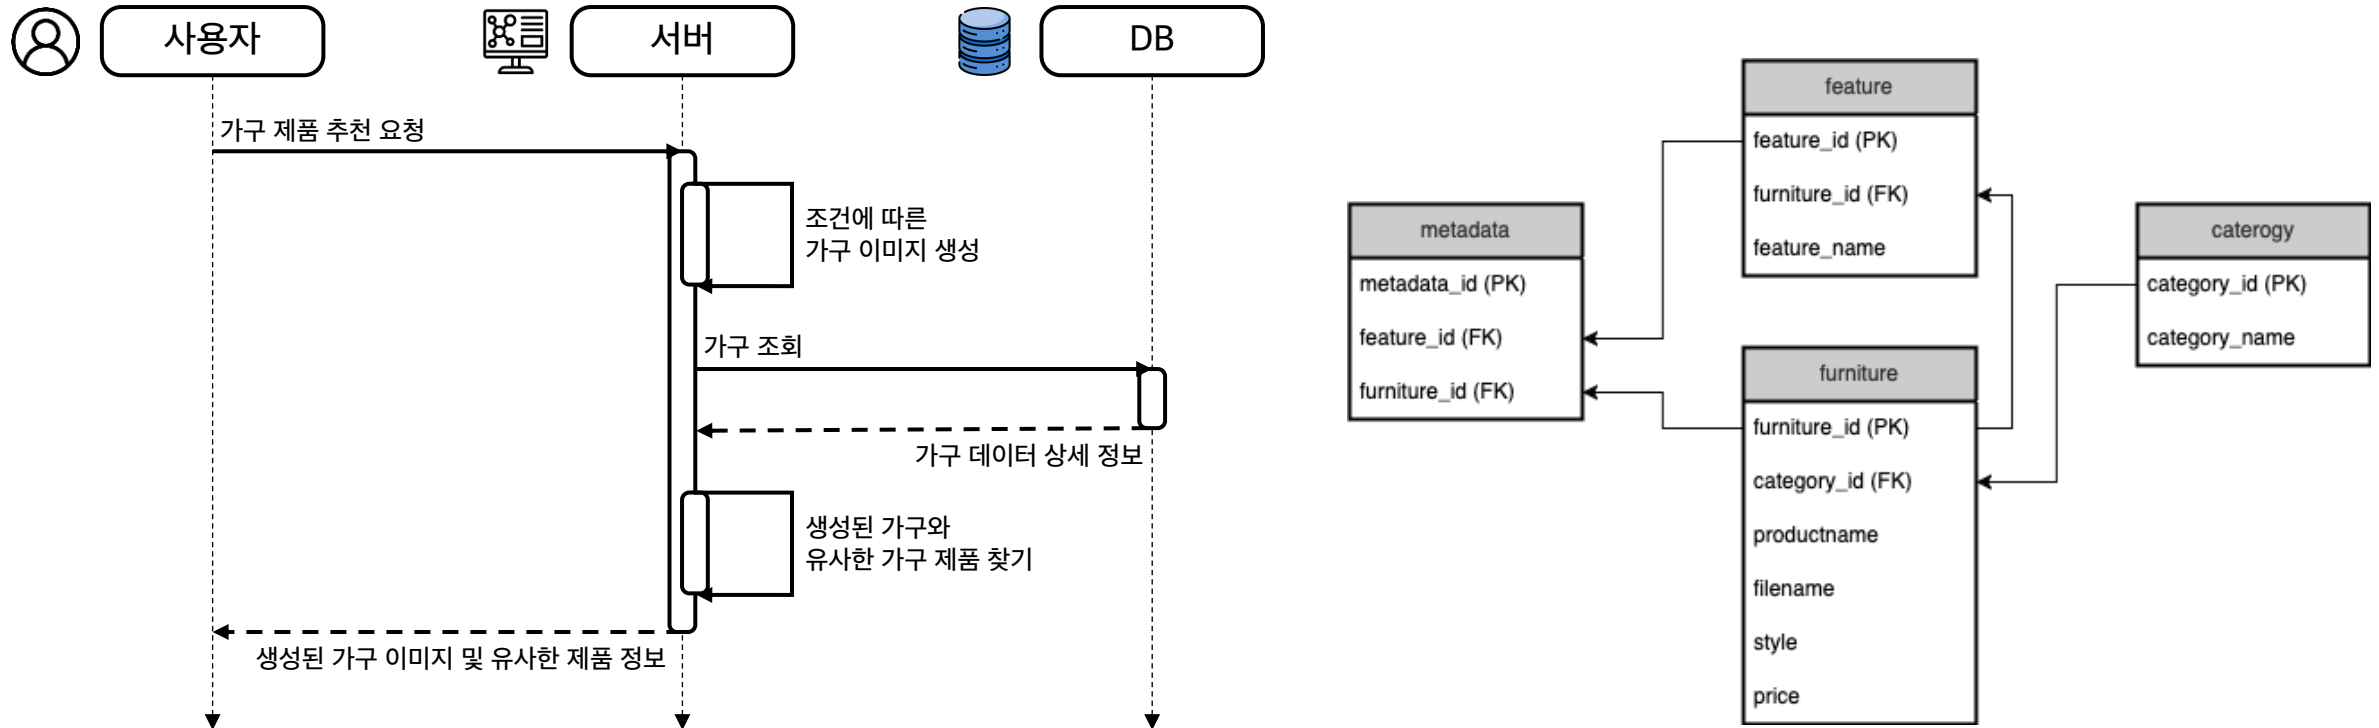 사용자
서버
DB
가구 제품 추천 요청
조건에 따른
가구 이미지 생성
가구 조회
가구 데이터 상세 정보
생성된 가구와
유사한 가구 제품 찾기
생성된 가구 이미지 및 유사한 제품 정보
metadata
metadata_id (PK)
feature_id (FK)
furniture_id (FK)
feature
feature_id (PK)
furniture_id (FK)
feature_name
furniture
furniture_id (PK)
category_id (FK)
productname
filename
style
price
caterogy
category_id (PK)
category_name